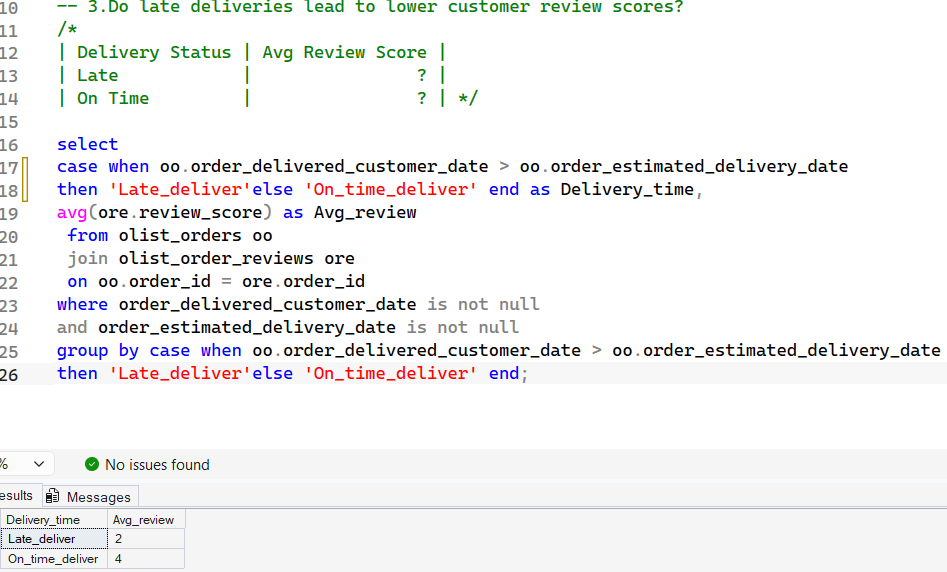 10 -- 3.Do late deliveries lead to lower customer review scores?
11 /*
12 | Delivery Status | Avg Review Score |
13 | Late            |                ? |
14 | On Time         |                ? | */
15
16 select
17 case when oo.order_delivered_customer_date > oo.order_estimated_delivery_date
18 then 'Late_deliver'else 'On_time_deliver' end as Delivery_time,
19 avg(ore.review_score) as Avg_review
20  from olist_orders oo
21  join olist_order_reviews ore
22  on oo.order_id = ore.order_id
23 where order_delivered_customer_date is not null
24 and order_estimated_delivery_date is not null
25 group by case when oo.order_delivered_customer_date > oo.order_estimated_delivery_date
26 then 'Late_deliver'else 'On_time_deliver' end;
% No issues found
esults Messages
Delivery_time Avg_review
Late_deliver 2
On_time_deliver 4